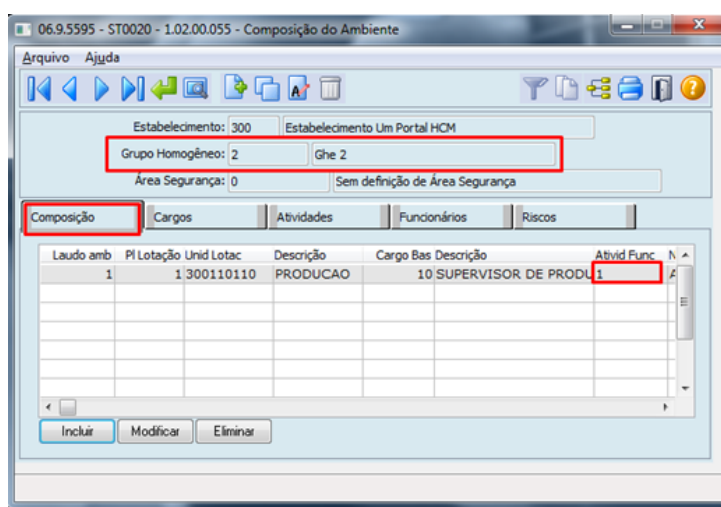 06.9.5595 - ST0020 - 1.02.00.055 - Composição do Ambiente
Arquivo Ajuda
Estabelecimento: 300 Estabelecimento Um Portal HCM
Grupo Homogêneo: 2 Ghe 2
Área Segurança: 0 Sem definição de Área Segurança
Composição Cargos Atividades Funcionários Riscos
Laudo amb Pl Lotação Unid Lotac Descrição Cargo Bas Descrição Ativid Func N
1 1 300110110 PRODUCAO 10 SUPERVISOR DE PRODU 1 A
Incluir Modificar Eliminar